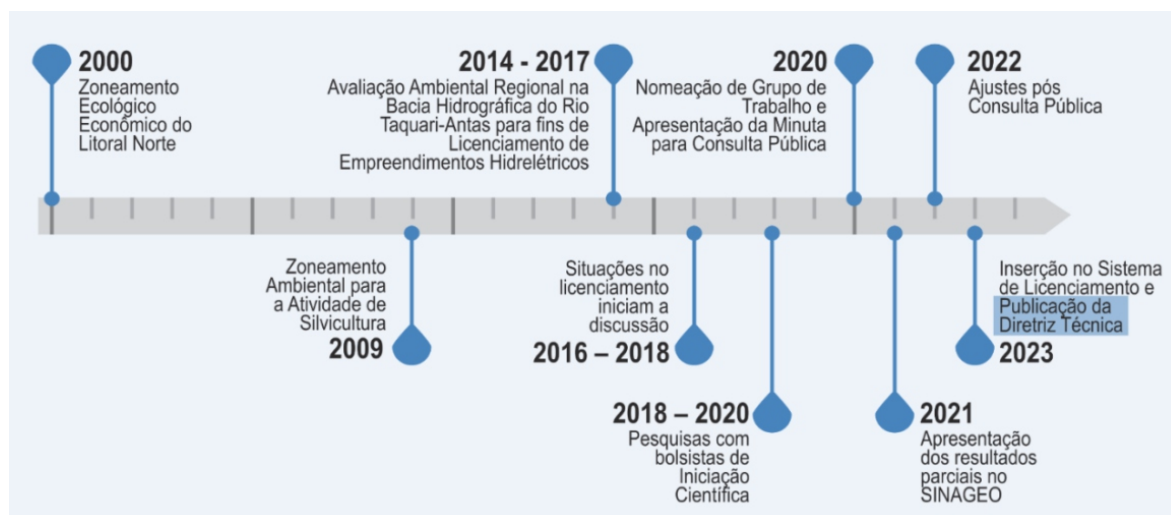 2000
Zoneamento
Ecológico
Econômico do
Litoral Norte
2014 - 2017
Avaliação Ambiental Regional na
Bacia Hidrográfica do Rio
Taquari-Antas para fins de
Licenciamento de
Empreendimentos Hidrelétricos
2020
Nomeação de Grupo de
Trabalho e
Apresentação da Minuta
para Consulta Pública
2022
Ajustes pós
Consulta Pública
Zoneamento
Ambiental para
a Atividade de
Silvicultura
2009
Situações no
licenciamento
iniciam a
discussão
2016 – 2018
Inserção no Sistema
de Licenciamento e
Publicação da
Diretriz Técnica
2023
2018 – 2020
Pesquisas com
bolsistas de
Iniciação
Científica
2021
Apresentação
dos resultados
parciais no
SINAGEO